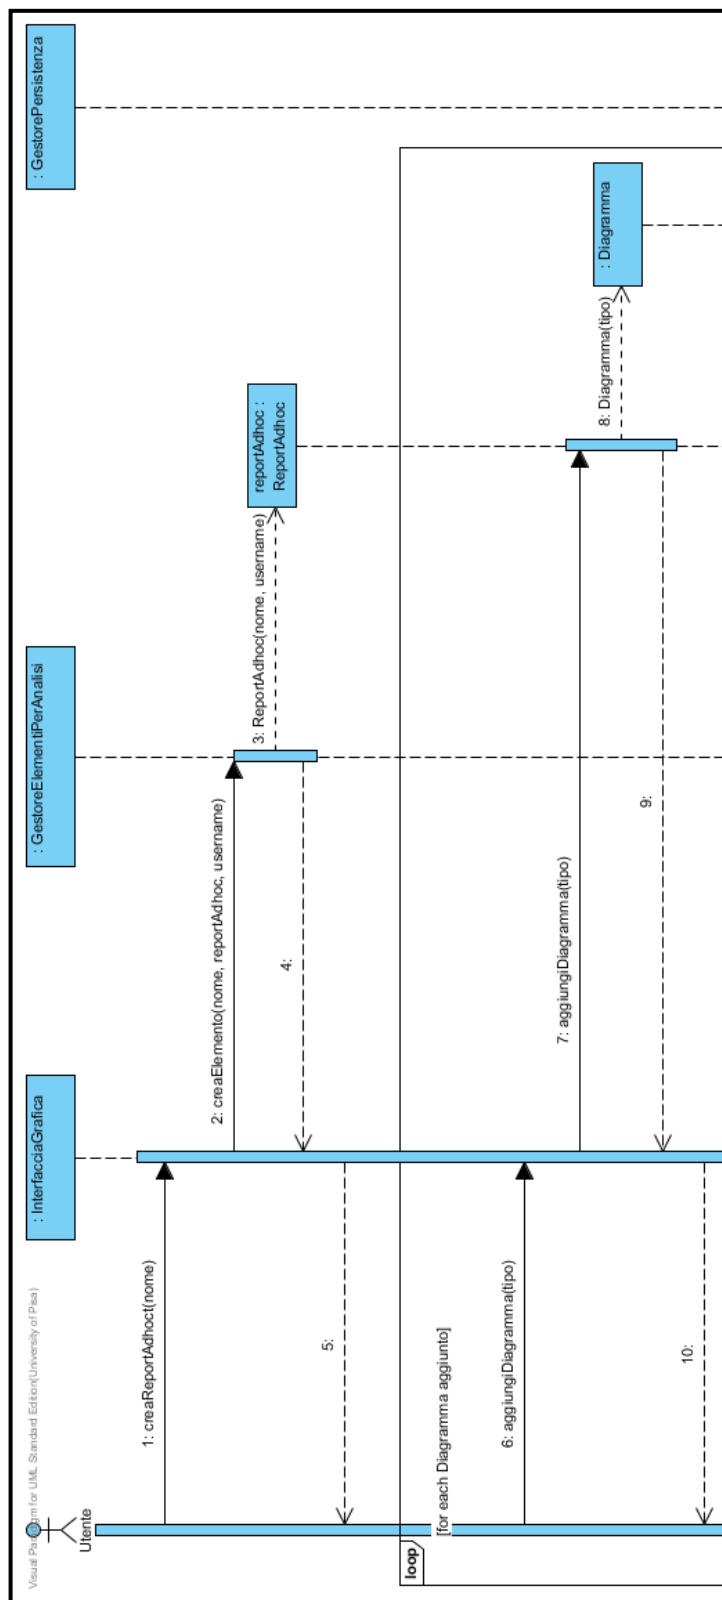 Visual Paradigm for UML Standard Edition(University of Pisa)
Utente
: InterfacciaGrafica
: GestoreElementiPerAnalisi
: GestorePersistenza
1: creaReportAdhoct(nome)
2: creaElemento(nome, reportAdhoc, username)
3: ReportAdhoc(nome, username)
reportAdhoc :
ReportAdhoc
4:
5:
loop
[for each Diagramma aggiunto]
6: aggiungiDiagramma(tipo)
7: aggiungiDiagramma(tipo)
8: Diagramma(tipo)
: Diagramma
9:
10: